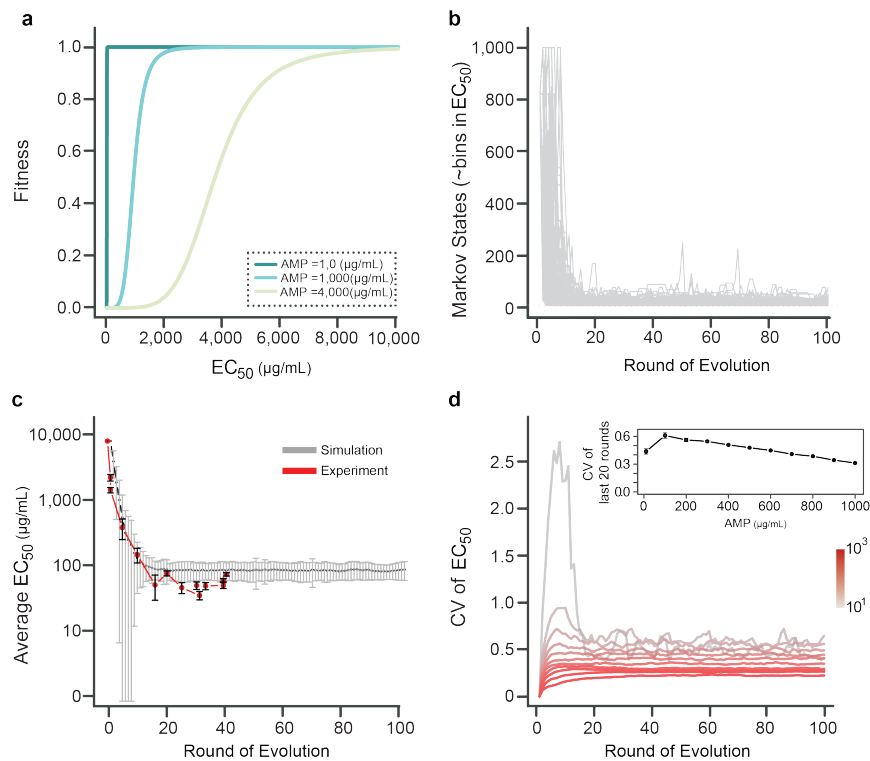 a
1.0
0.8
0.6
0.4
0.2
0.0
Fitness
AMP =1,0 (µg/mL)
AMP =1,000(µg/mL)
AMP =4,000(µg/mL)
0 2,000 4,000 6,000 8,000 10,000
EC50 (µg/mL)
b
1,000
800
600
400
200
0
Markov States (~bins in EC50)
0 20 40 60 80 100
Round of Evolution
c
10,000
1,000
100
10
0
Average EC50 (µg/mL)
Simulation
Experiment
0 20 40 60 80 100
Round of Evolution
d
2.5
2.0
1.5
1.0
0.5
0
CV of EC50
0.6
0.3
0.0
CV of
last 20 rounds
0 200 400 600 800 1000
AMP (µg/mL)
10³
10¹
0 20 40 60 80 100
Round of Evolution